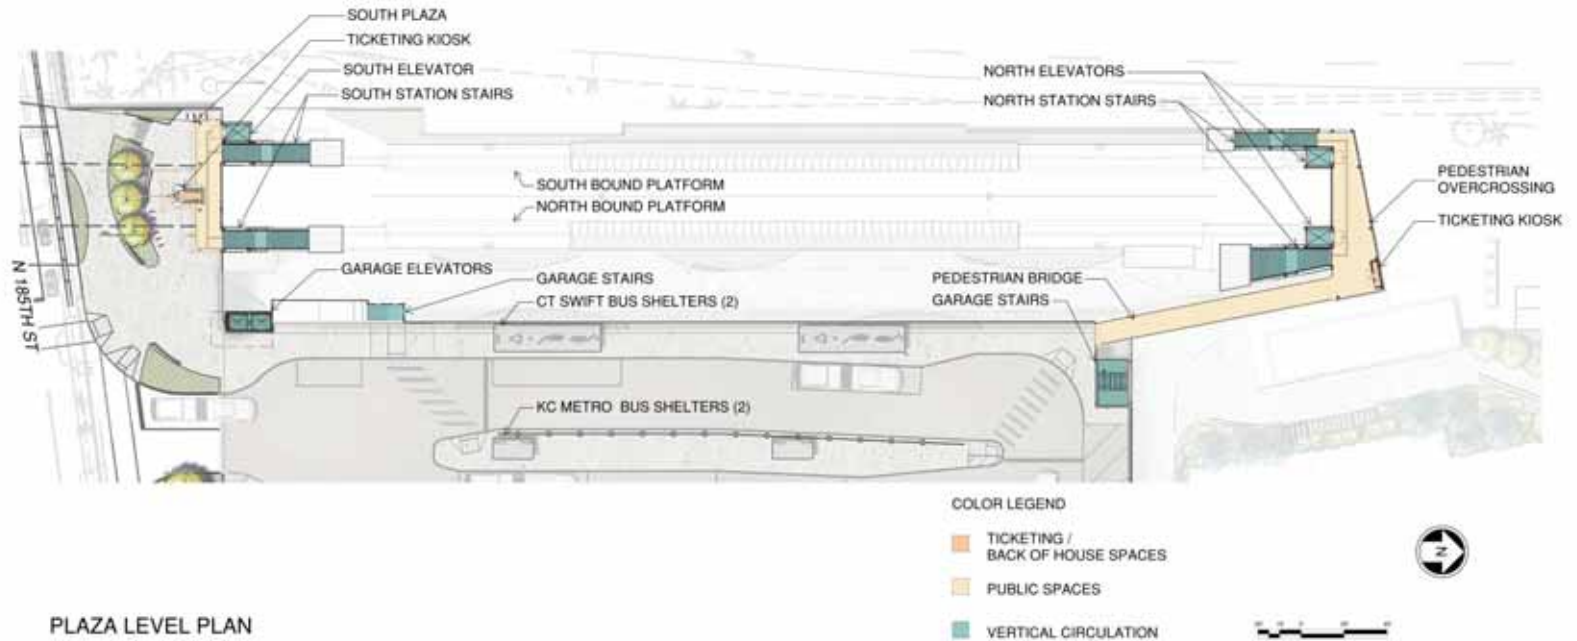 SOUTH PLAZA
TICKETING KIOSK
SOUTH ELEVATOR
SOUTH STATION STAIRS
NORTH ELEVATORS
NORTH STATION STAIRS
PEDESTRIAN
OVERCROSSING
TICKETING KIOSK
SOUTH BOUND PLATFORM
NORTH BOUND PLATFORM
N 185TH ST
GARAGE ELEVATORS
GARAGE STAIRS
CT SWIFT BUS SHELTERS (2)
PEDESTRIAN BRIDGE
GARAGE STAIRS
KC METRO BUS SHELTERS (2)
COLOR LEGEND
TICKETING /
BACK OF HOUSE SPACES
PUBLIC SPACES
VERTICAL CIRCULATION
N
PLAZA LEVEL PLAN